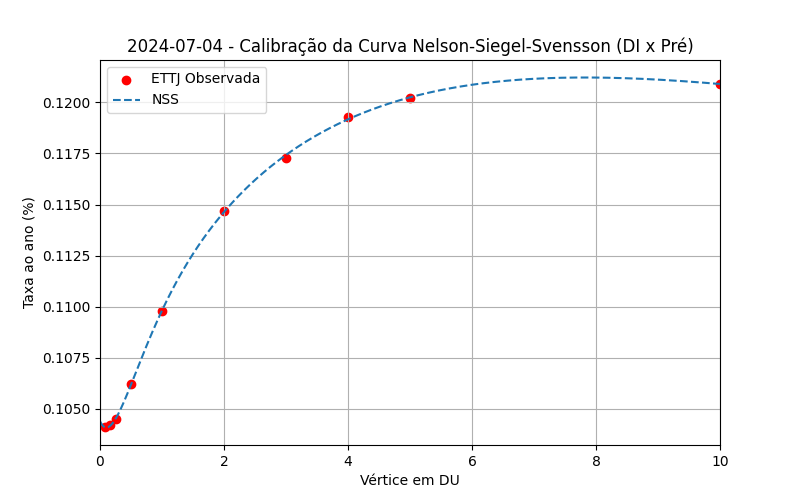 2024-07-04 - Calibração da Curva Nelson-Siegel-Svensson (DI x Pré)
ETTJ Observada
NSS
0.1200
0.1175
0.1150
0.1125
0.1100
0.1075
0.1050
Taxa ao ano (%)
0 2 4 6 8 10
Vértice em DU